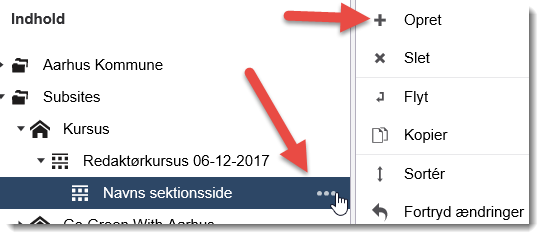 Indhold
Aarhus Kommune
Subsites
Kursus
Redaktørkursus 06-12-2017
Navns sektionsside
Go Green With Aarhus
Opret
Slet
Flyt
Kopier
Sortér
Fortryd ændringer